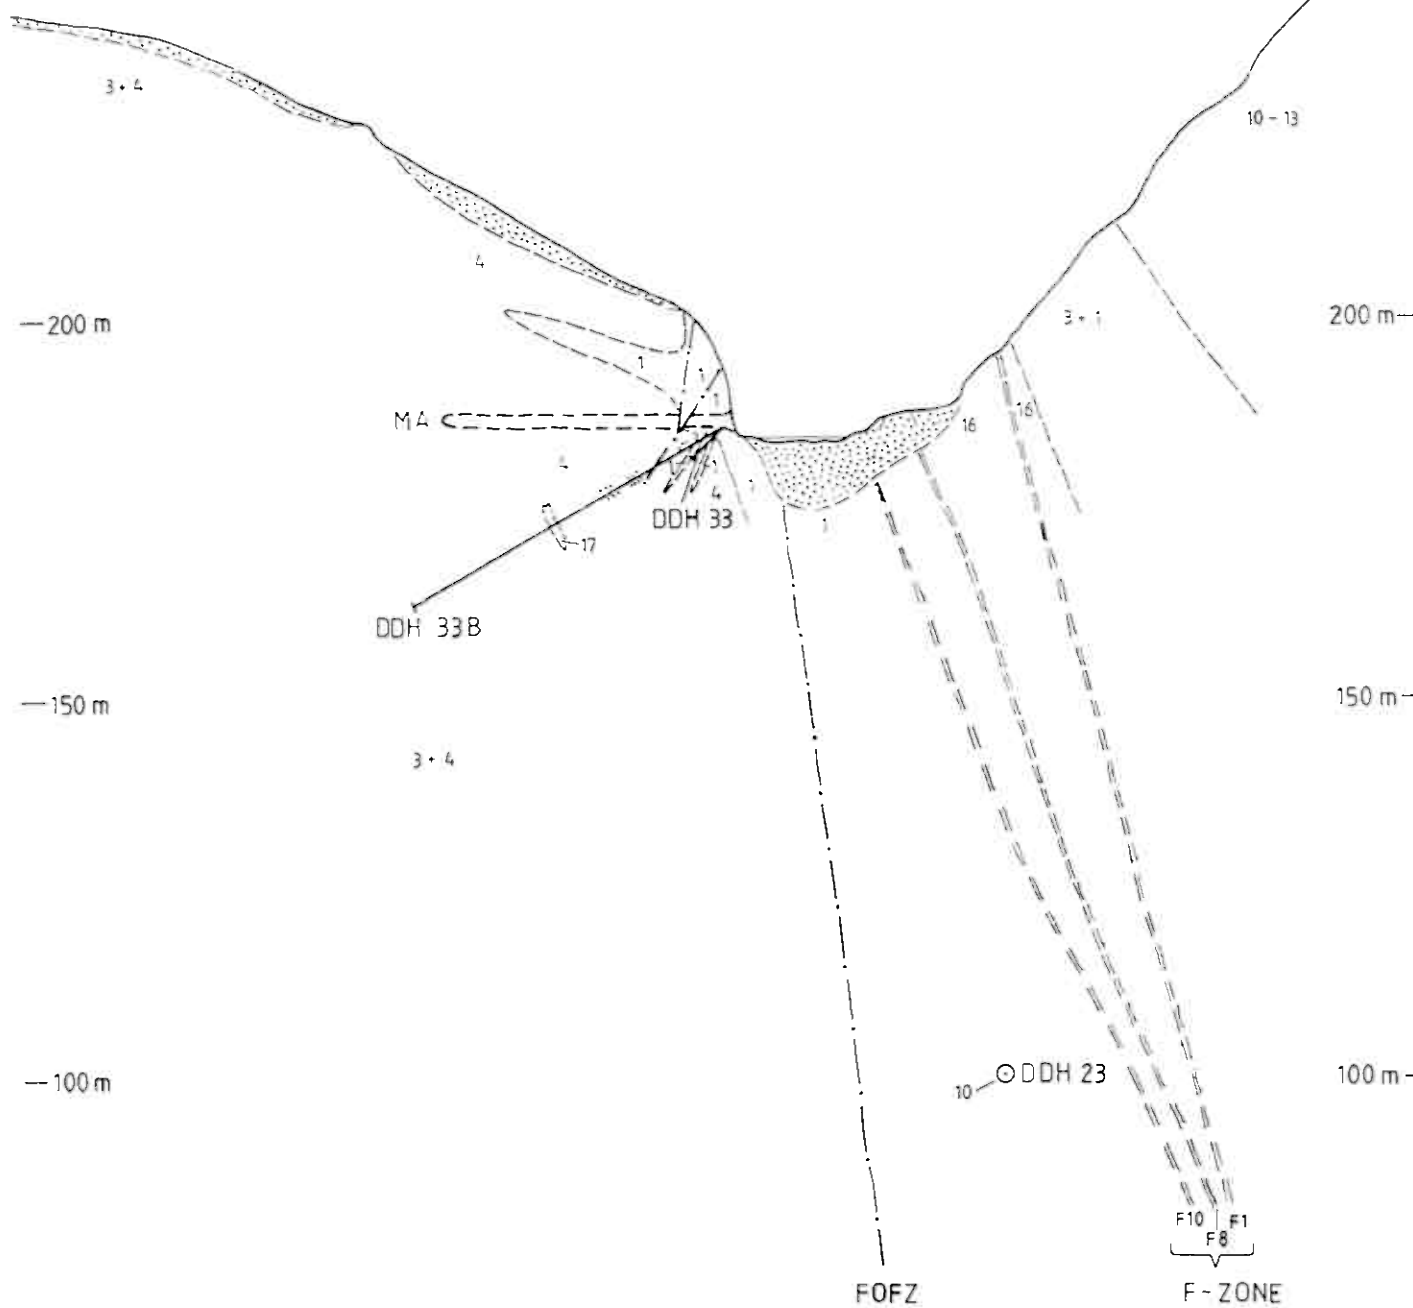 3 + 4
10 - 13
4
—200 m
3 + 1
200 m—
1
1
MA
16
16
4
1
4
DDH 33
1
17
DDH 33B
—150 m
150 m—
3 + 4
—100 m
DDH 23
100 m—
10
F10
F1
F8
FOFZ
F - ZONE